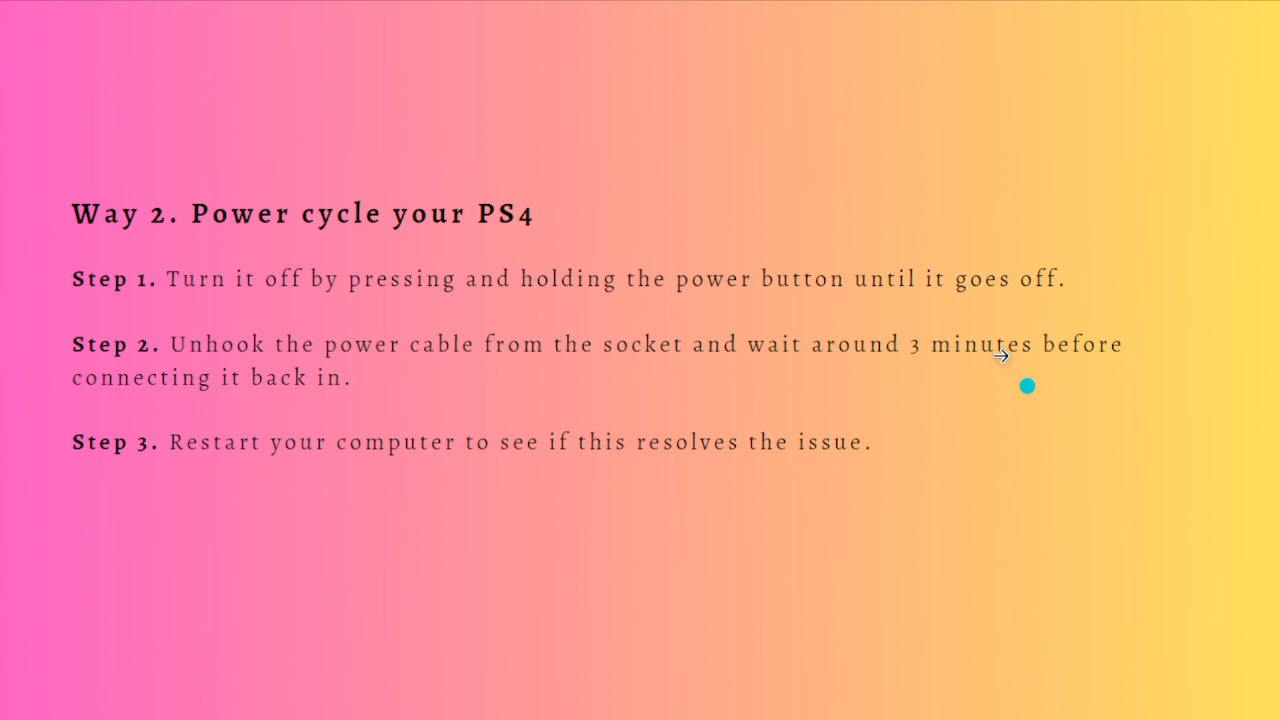 Way 2. Power cycle your PS4
Step 1. Turn it off by pressing and holding the power button until it goes off.
Step 2. Unhook the power cable from the socket and wait around 3 minutes before
connecting it back in.
Step 3. Restart your computer to see if this resolves the issue.